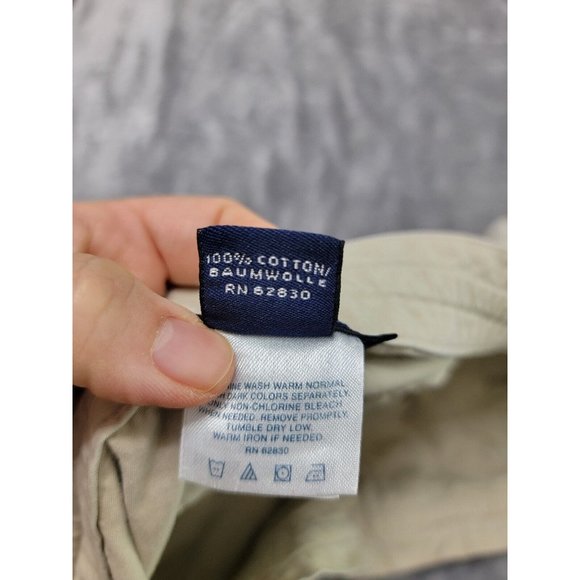 100% COTTON/
BAUMWOLLE
RN 62830
WASH WARM NORMAL
DARK COLORS SEPARATELY.
ONLY NON-CHLORINE BLEACH
WHEN NEEDED. REMOVE PROMPTLY.
TUMBLE DRY LOW.
WARM IRON IF NEEDED.
RN 62830